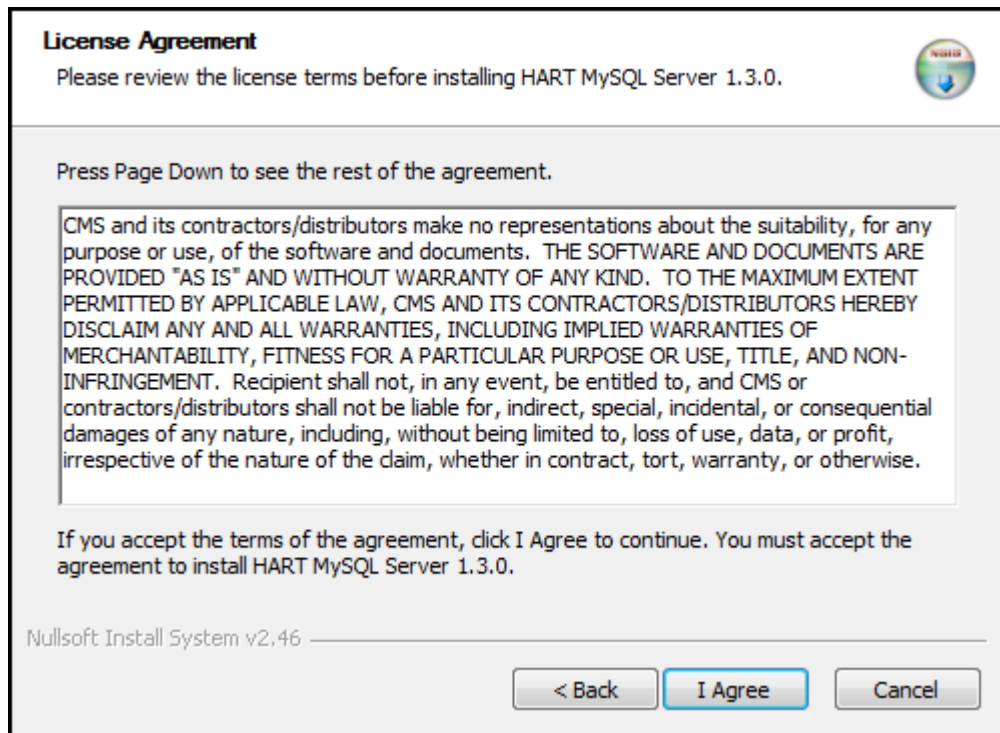 License Agreement
Please review the license terms before installing HART MySQL Server 1.3.0.
Press Page Down to see the rest of the agreement.
CMS and its contractors/distributors make no representations about the suitability, for any
purpose or use, of the software and documents.  THE SOFTWARE AND DOCUMENTS ARE
PROVIDED "AS IS" AND WITHOUT WARRANTY OF ANY KIND.  TO THE MAXIMUM EXTENT
PERMITTED BY APPLICABLE LAW, CMS AND ITS CONTRACTORS/DISTRIBUTORS HEREBY
DISCLAIM ANY AND ALL WARRANTIES, INCLUDING IMPLIED WARRANTIES OF
MERCHANTABILITY, FITNESS FOR A PARTICULAR PURPOSE OR USE, TITLE, AND NON-
INFRINGEMENT.  Recipient shall not, in any event, be entitled to, and CMS or
contractors/distributors shall not be liable for, indirect, special, incidental, or consequential
damages of any nature, including, without being limited to, loss of use, data, or profit,
irrespective of the nature of the claim, whether in contract, tort, warranty, or otherwise.
If you accept the terms of the agreement, click I Agree to continue. You must accept the
agreement to install HART MySQL Server 1.3.0.
Nullsoft Install System v2.46
< Back
I Agree
Cancel